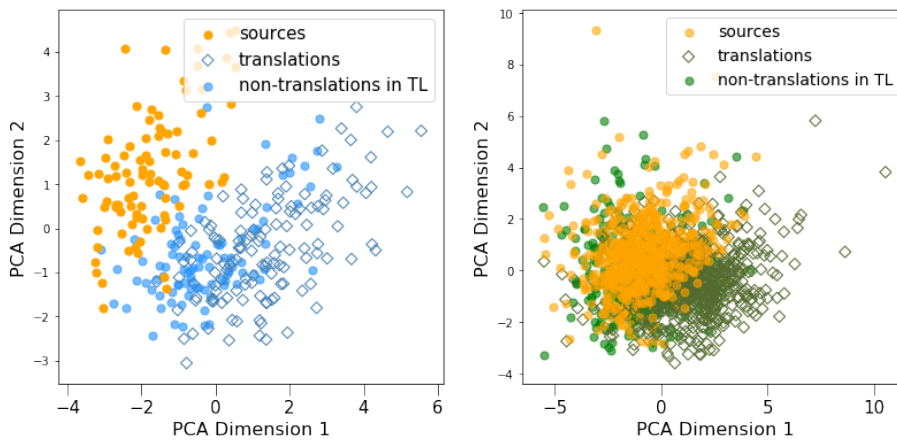 sources
translations
non-translations in TL
4
3
2
1
0
−1
−2
−3
−4
−2
0
2
4
6
PCA Dimension 1
PCA Dimension 2
sources
translations
non-translations in TL
10
8
6
4
2
0
−2
−4
−5
0
5
10
PCA Dimension 1
PCA Dimension 2